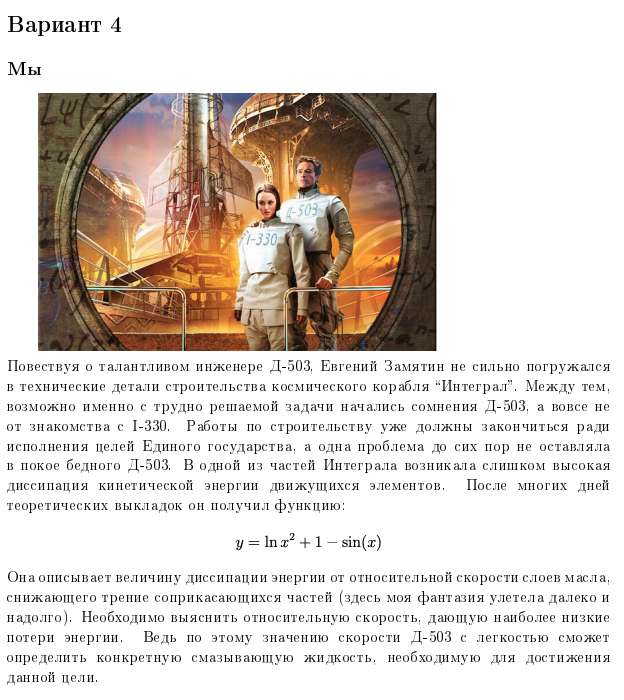 Вариант 4
Мы
Д-503
I-330
Повествуя о талантливом инженере Д-503, Евгений Замятин не сильно погружался
в технические детали строительства космического корабля “Интеграл”. Между тем,
возможно именно с трудно решаемой задачи начались сомнения Д-503, а вовсе не
от знакомства с I-330. Работы по строительству уже должны закончиться ради
исполнения целей Единого государства, а одна проблема до сих пор не оставляла
в покое бедного Д-503. В одной из частей Интеграла возникала слишком высокая
диссипация кинетической энергии движущихся элементов. После многих дней
теоретических выкладок он получил функцию:
y = ln x² + 1 − sin(x)
Она описывает величину диссипации энергии от относительной скорости слоев масла,
снижающего трение соприкасающихся частей (здесь моя фантазия улетела далеко и
надолго). Необходимо выяснить относительную скорость, дающую наиболее низкие
потери энергии. Ведь по этому значению скорости Д-503 с легкостью сможет
определить конкретную смазывающую жидкость, необходимую для достижения
данной цели.